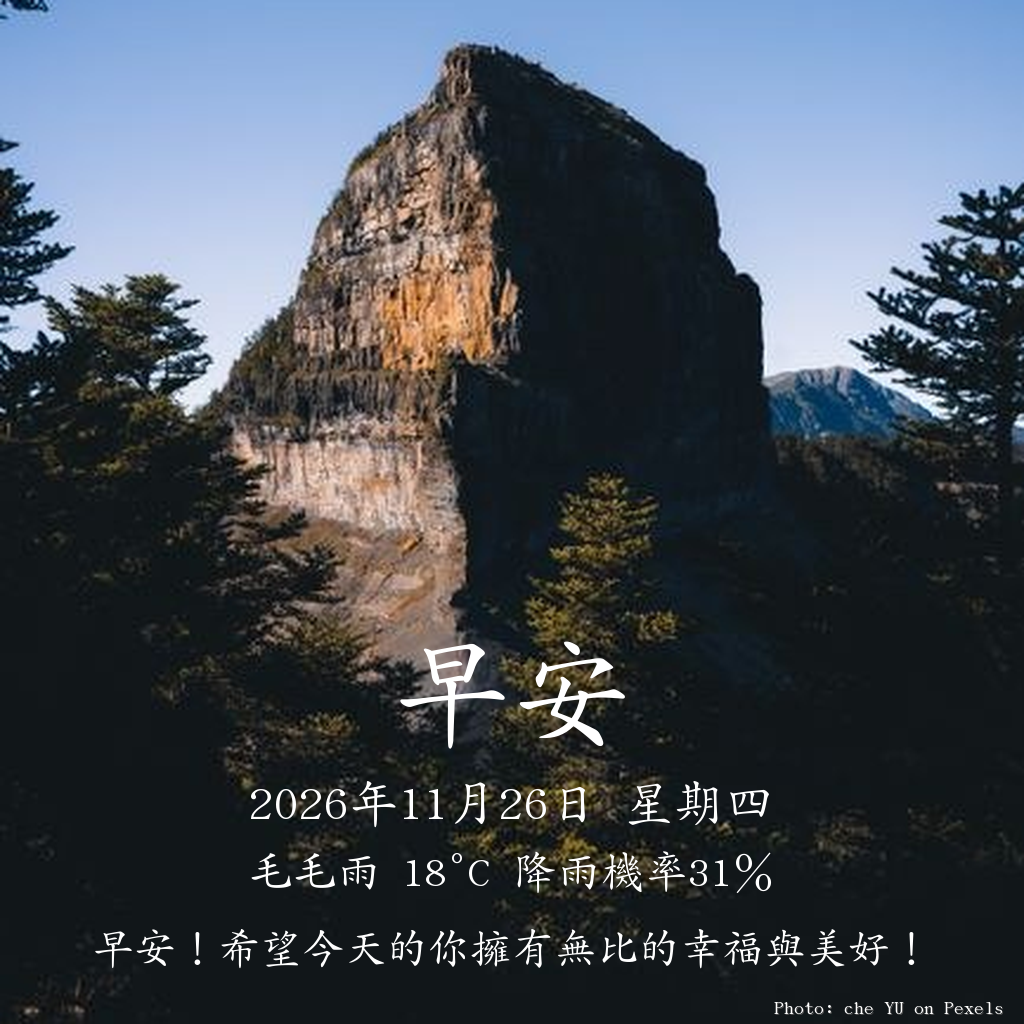 早安
2026年11月26日 星期四
毛毛雨 18°C 降雨機率31%
早安！希望今天的你擁有無比的幸福與美好！
Photo: che YU on Pexels